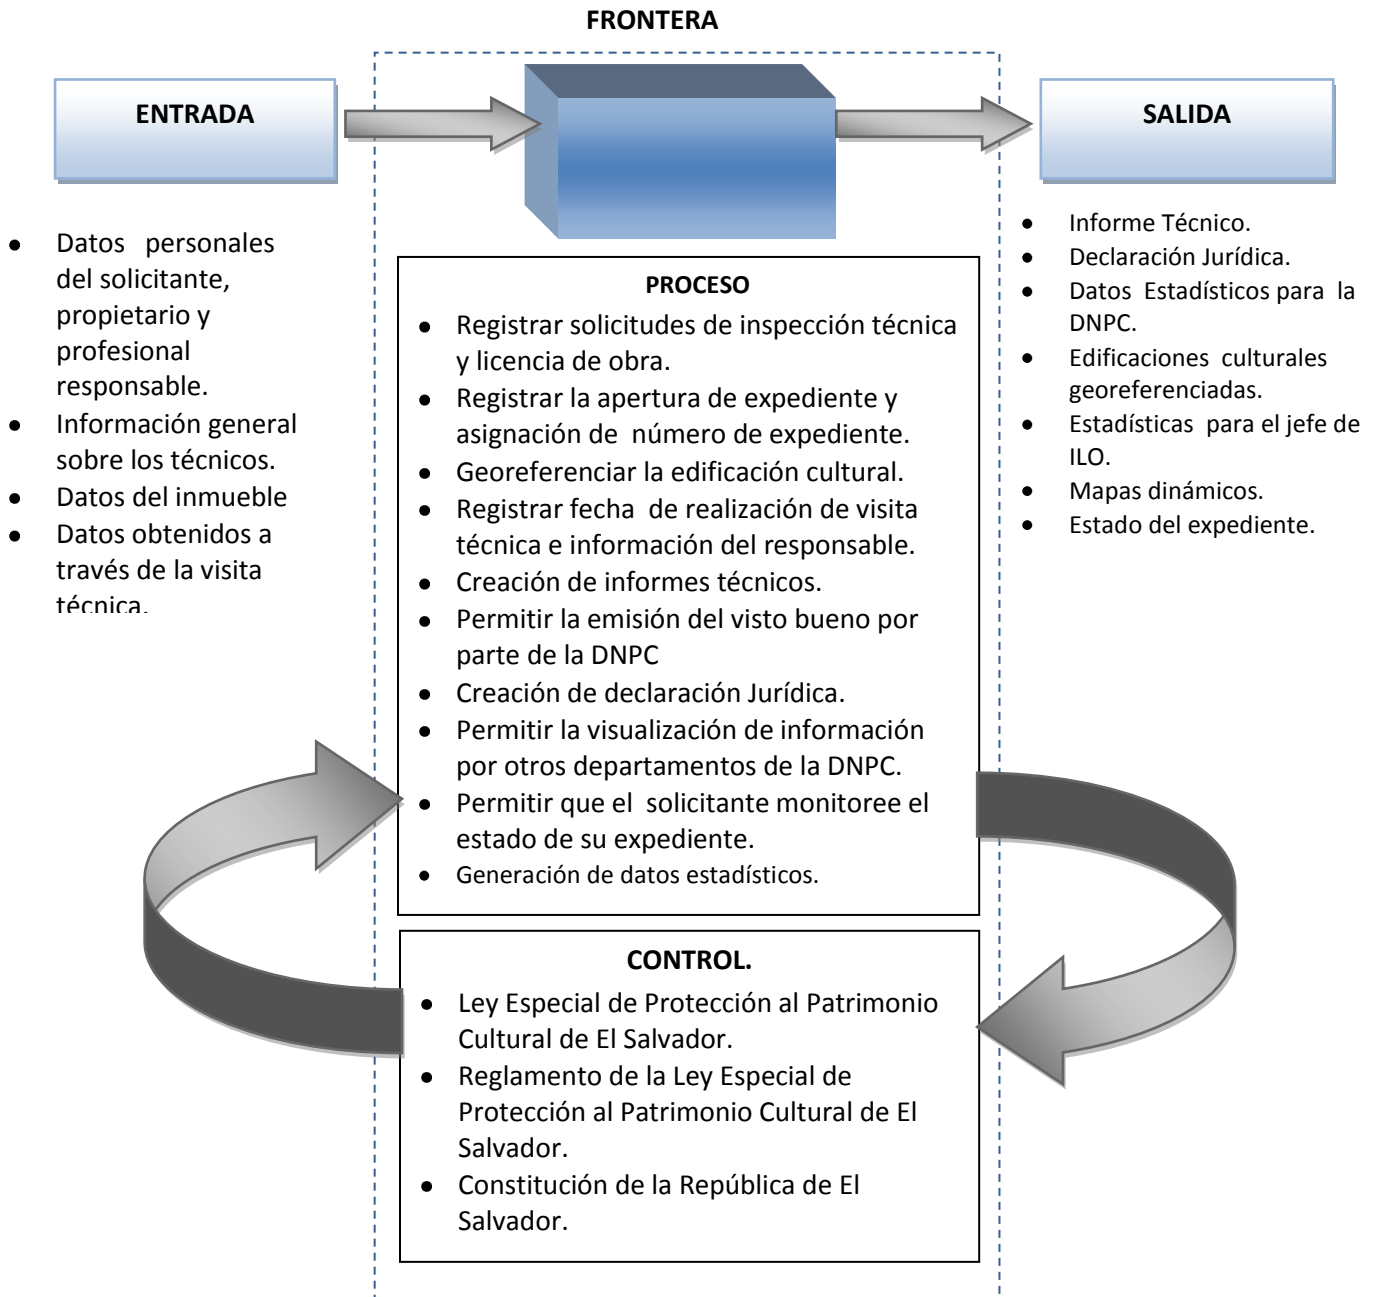 FRONTERA
ENTRADA
Datos personales
del solicitante,
propietario y
profesional
responsable.
Información general
sobre los técnicos.
Datos del inmueble
Datos obtenidos a
través de la visita
técnica.
PROCESO
Registrar solicitudes de inspección técnica
y licencia de obra.
Registrar la apertura de expediente y
asignación de número de expediente.
Georeferenciar la edificación cultural.
Registrar fecha de realización de visita
técnica e información del responsable.
Creación de informes técnicos.
Permitir la emisión del visto bueno por
parte de la DNPC
Creación de declaración Jurídica.
Permitir la visualización de información
por otros departamentos de la DNPC.
Permitir que el solicitante monitoree el
estado de su expediente.
Generación de datos estadísticos.
CONTROL.
Ley Especial de Protección al Patrimonio
Cultural de El Salvador.
Reglamento de la Ley Especial de
Protección al Patrimonio Cultural de El
Salvador.
Constitución de la República de El
Salvador.
SALIDA
Informe Técnico.
Declaración Jurídica.
Datos Estadísticos para la
DNPC.
Edificaciones culturales
georeferenciadas.
Estadísticas para el jefe de
ILO.
Mapas dinámicos.
Estado del expediente.